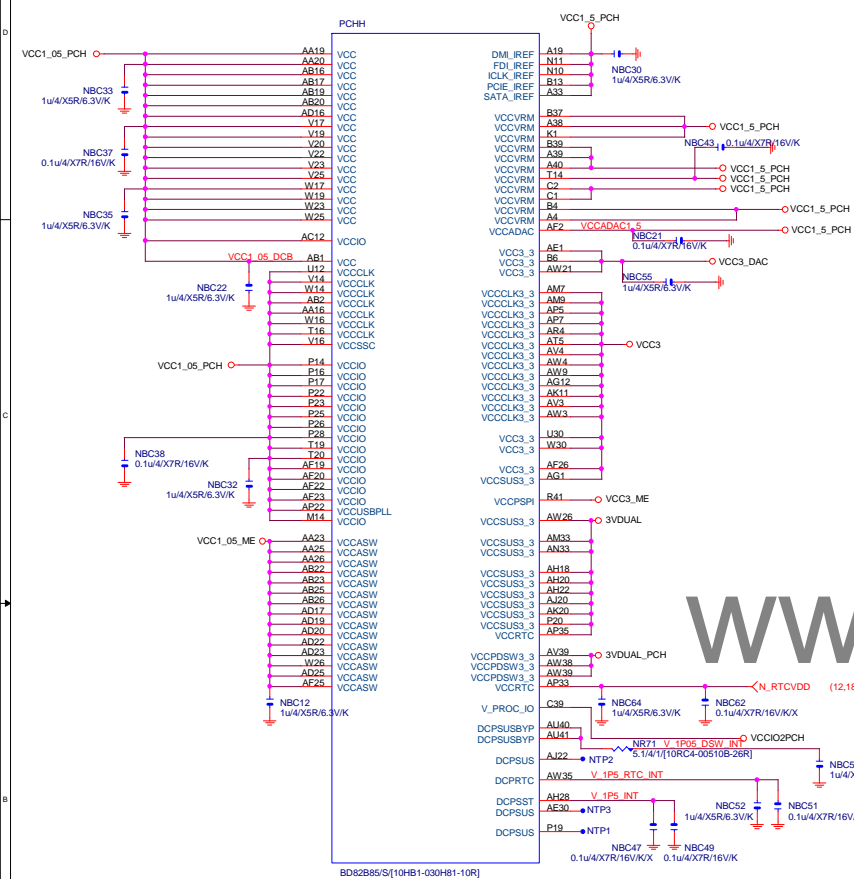 D
PCHH
VCC1_5_PCH
VCC1_05_PCH
AA19 VCC
AA20 VCC
AB16 VCC
AB17 VCC
AB19 VCC
AB20 VCC
AD16 VCC
V17 VCC
V19 VCC
V20 VCC
V22 VCC
V23 VCC
V25 VCC
W17 VCC
W19 VCC
W23 VCC
W25 VCC
AC12 VCCIO
VCC1_05_DCB
AB1 VCC
U12 VCCCLK
V14 VCCCLK
W14 VCCCLK
AB2 VCCCLK
AA16 VCCCLK
W16 VCCCLK
T16 VCCCLK
V16 VCCSSC
NBC33
1u/4/X5R/6.3V/K
NBC37
0.1u/4/X7R/16V/K
NBC35
1u/4/X5R/6.3V/K
NBC22
1u/4/X5R/6.3V/K
VCC1_05_PCH
P14 VCCIO
P16 VCCIO
P17 VCCIO
P22 VCCIO
P23 VCCIO
P25 VCCIO
P26 VCCIO
P28 VCCIO
T19 VCCIO
T20 VCCIO
AF19 VCCIO
AF20 VCCIO
AF22 VCCIO
AF23 VCCIO
AP22 VCCUSBPLL
M14 VCCIO
C
NBC38
0.1u/4/X7R/16V/K
NBC32
1u/4/X5R/6.3V/K
VCC1_05_ME
AA23 VCCASW
AA25 VCCASW
AA26 VCCASW
AB22 VCCASW
AB23 VCCASW
AB25 VCCASW
AB26 VCCASW
AD17 VCCASW
AD19 VCCASW
AD20 VCCASW
AD22 VCCASW
AD23 VCCASW
W26 VCCASW
AD25 VCCASW
AF25 VCCASW
NBC12
1u/4/X5R/6.3V/K
B
DMI_IREF A19
FDI_IREF N11
ICLK_IREF N10
PCIE_IREF B13
SATA_IREF A33
NBC30
1u/4/X5R/6.3V/K
VCCVRM B37
VCCVRM A38
VCCVRM K1
VCCVRM B39
VCCVRM A39
VCCVRM A40
VCCVRM T14
VCCVRM C2
VCCVRM C1
VCCVRM B4
VCCVRM A4
VCCADAC AF2
VCC1_5_PCH
NBC43 0.1u/4/X7R/16V/K
VCC1_5_PCH
VCC1_5_PCH
VCC1_5_PCH
VCC1_5_PCH
VCCADAC1_5
VCC1_5_PCH
NBC21
0.1u/4/X7R/16V/K
VCC3_3 AE1
VCC3_3 B6
VCC3_3 AW21
VCC3_DAC
NBC55
1u/4/X5R/6.3V/K
VCCCLK3_3 AM7
VCCCLK3_3 AM9
VCCCLK3_3 AP5
VCCCLK3_3 AP7
VCCCLK3_3 AR4
VCCCLK3_3 AT5
VCCCLK3_3 AV4
VCCCLK3_3 AW4
VCCCLK3_3 AW9
VCCCLK3_3 AG12
VCCCLK3_3 AK11
VCCCLK3_3 AV3
VCCCLK3_3 AW3
VCC3
VCC3_3 U30
VCC3_3 W30
VCC3_3 AF26
VCCSUS3_3 AG1
VCCPSPI R41
VCC3_ME
VCCSUS3_3 AW26
3VDUAL
VCCSUS3_3 AM33
VCCSUS3_3 AN33
VCCSUS3_3 AH18
VCCSUS3_3 AH20
VCCSUS3_3 AH22
VCCSUS3_3 AJ20
VCCSUS3_3 AK20
VCCSUS3_3 P20
VCCRTC AP35
VCCPDSW3_3 AV39
VCCPDSW3_3 AW38
VCCPDSW3_3 AW39
3VDUAL_PCH
VCCRTC AP33
N_RTCVDD (12,18
NBC64
1u/4/X5R/6.3V/K
NBC62
0.1u/4/X7R/16V/K/X
V_PROC_IO C39
VCCIO2PCH
DCPSUSBYP AU40
DCPSUSBYP AU41
NR71 V_1P05_DSW_INT
5.1/4/1/[10RC4-00510B-26R]
NBC5
1u/4/X
DCPSUS AJ22 NTP2
DCPRTC AW35 V_1P5_RTC_INT
DCPSST AH28 V_1P5_INT
DCPSUS AE30 NTP3
DCPSUS P19 NTP1
NBC52
1u/4/X5R/6.3V/K
NBC51
0.1u/4/X7R/16V/
NBC47
0.1u/4/X7R/16V/K/X
NBC49
0.1u/4/X7R/16V/K
BD82B85/S/[10HB1-030H81-10R]
WW